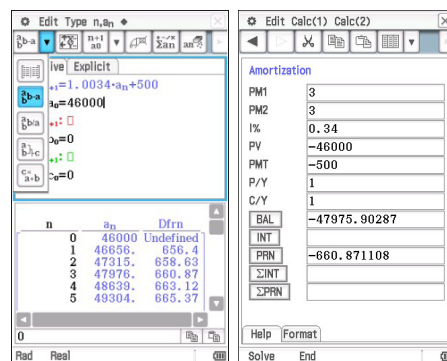 Edit Type n,an ◆
ive Explicit
+1=1.0034·an+500
a0=46000
+1: □
0=0
+1: □
c0=0
n an Dfrn
0 46000 Undefined
1 46656. 656.4
2 47315. 658.63
3 47976. 660.87
4 48639. 663.12
5 49304. 665.37
0
Rad Real
Edit Calc(1) Calc(2)
Amortization
PM1 3
PM2 3
I% 0.34
PV -46000
PMT -500
P/Y 1
C/Y 1
BAL -47975.90287
INT
PRN -660.871108
ΣINT
ΣPRN
Help Format
Solve End